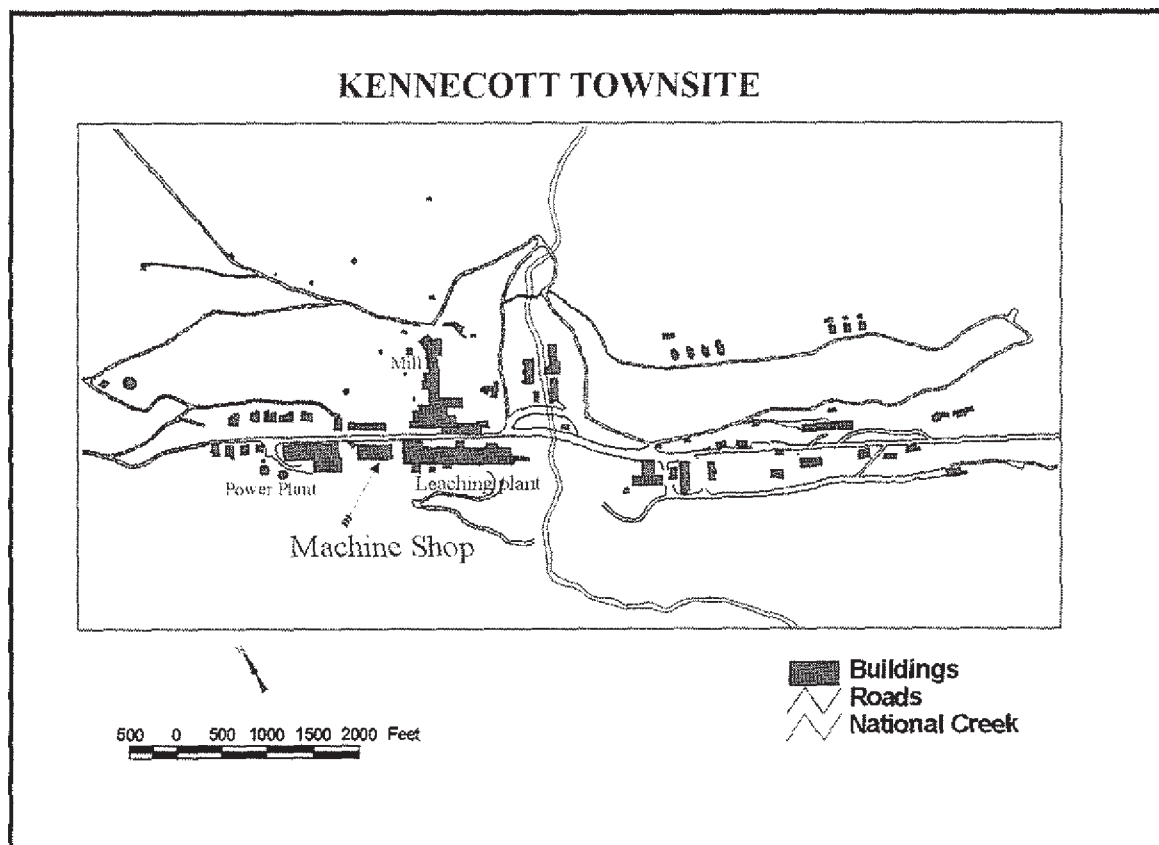 KENNECOTT TOWNSITE
Mill
Power Plant
Leaching plant
Machine Shop
Buildings
Roads
National Creek
500 0 500 1000 1500 2000 Feet